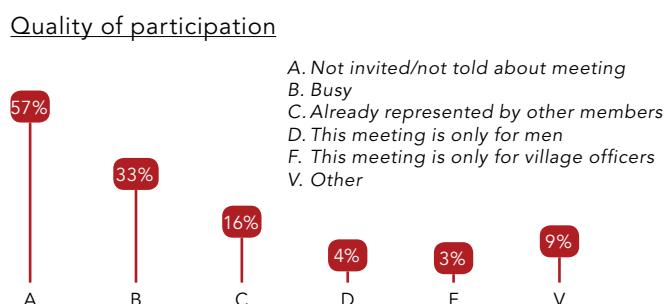 Quality of participation
A. Not invited/not told about meeting
B. Busy
C. Already represented by other members
D. This meeting is only for men
F. This meeting is only for village officers
V. Other
57%
33%
16%
4%
3%
9%
A B C D F V